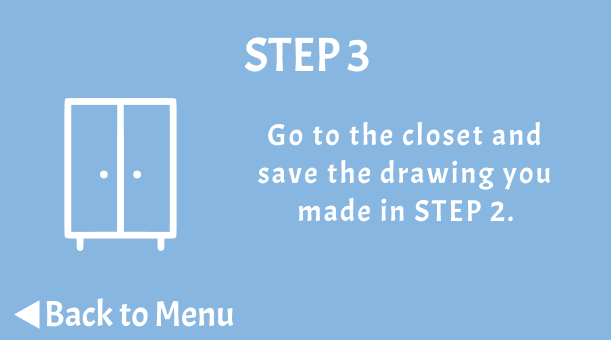 STEP 3
Go to the closet and
save the drawing you
made in STEP 2.
Back to Menu